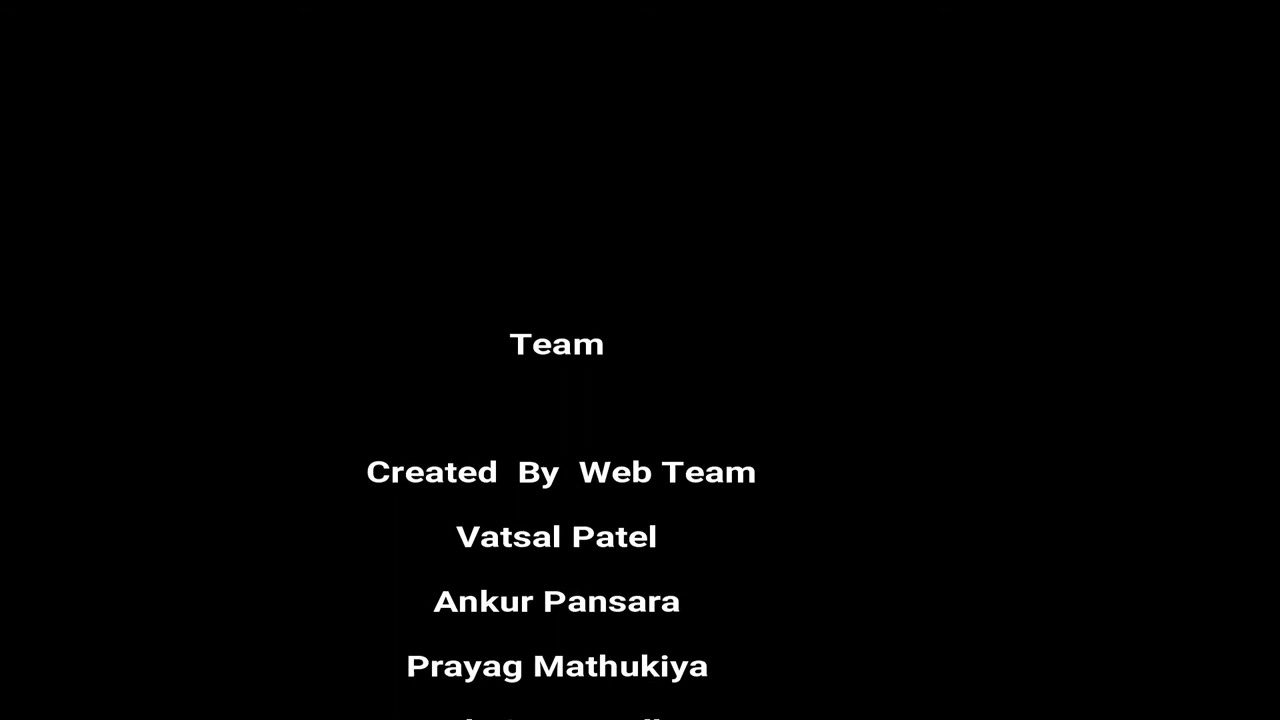 Team
Created By Web Team
Vatsal Patel
Ankur Pansara
Prayag Mathukiya